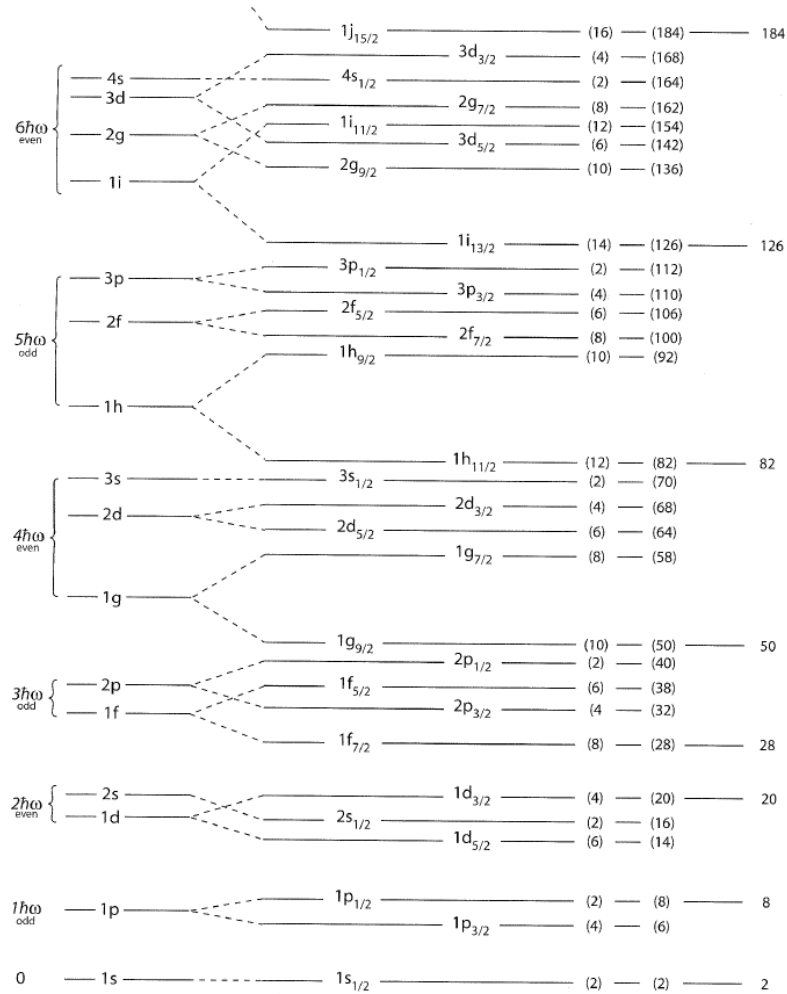 1j15/2 (16) (184) 184
3d3/2 (4) (168)
4s 4s1/2 (2) (164)
3d
2g7/2 (8) (162)
6ħω 1i11/2 (12) (154)
even 2g 3d5/2 (6) (142)
2g9/2 (10) (136)
1i
1i13/2 (14) (126) 126
3p1/2 (2) (112)
3p 3p3/2 (4) (110)
2f5/2 (6) (106)
2f
5ħω 2f7/2 (8) (100)
odd 1h9/2 (10) (92)
1h
1h11/2 (12) (82) 82
3s 3s1/2 (2) (70)
2d3/2 (4) (68)
2d 2d5/2 (6) (64)
4ħω
even 1g7/2 (8) (58)
1g
1g9/2 (10) (50) 50
2p1/2 (2) (40)
2p 1f5/2 (6) (38)
3ħω
odd 1f 2p3/2 (4 (32)
1f7/2 (8) (28) 28
2s 1d3/2 (4) (20) 20
2ħω
even 1d 2s1/2 (2) (16)
1d5/2 (6) (14)
1p1/2 (2) (8) 8
1ħω 1p
odd 1p3/2 (4) (6)
0 1s 1s1/2 (2) (2) 2